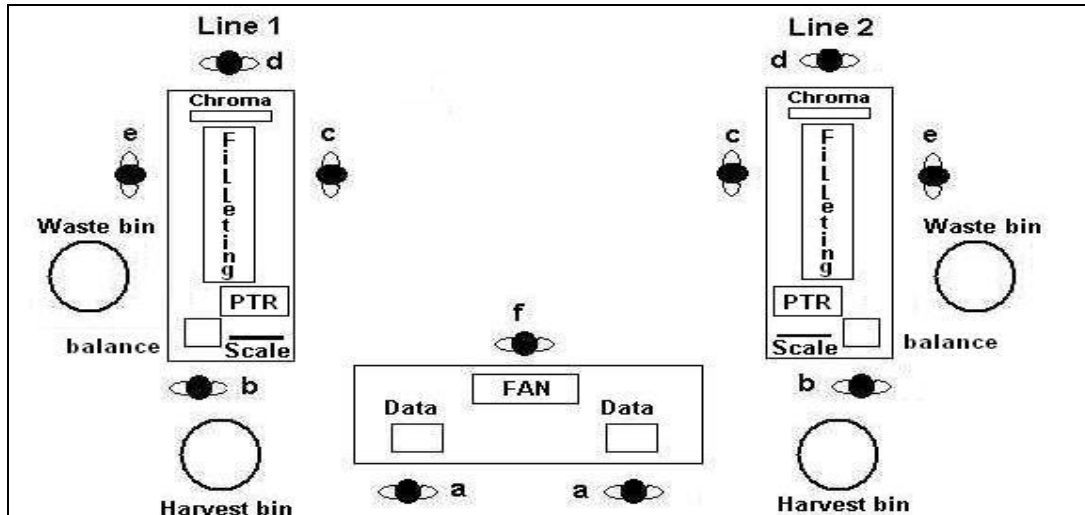 Line 1
Line 2
d
d
Chroma
Chroma
e
c
c
e
FiLLeting
FiLLeting
Waste bin
Waste bin
PTR
PTR
f
balance
Scale
Scale
balance
b
FAN
b
Data
Data
a
a
Harvest bin
Harvest bin